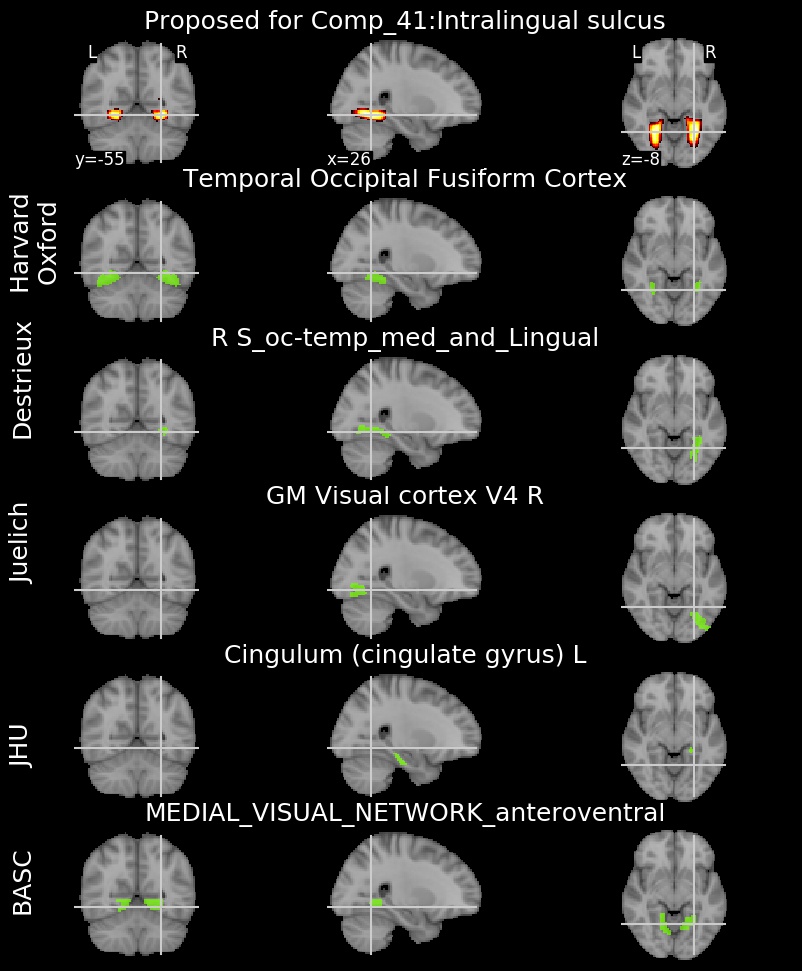 Proposed for Comp_41:Intralingual sulcus
L R
L R
y=-55
x=26
z=-8
Temporal Occipital Fusiform Cortex
Harvard
Oxford
R S_oc-temp_med_and_Lingual
Destrieux
GM Visual cortex V4 R
Juelich
Cingulum (cingulate gyrus) L
JHU
MEDIAL_VISUAL_NETWORK_anteroventral
BASC